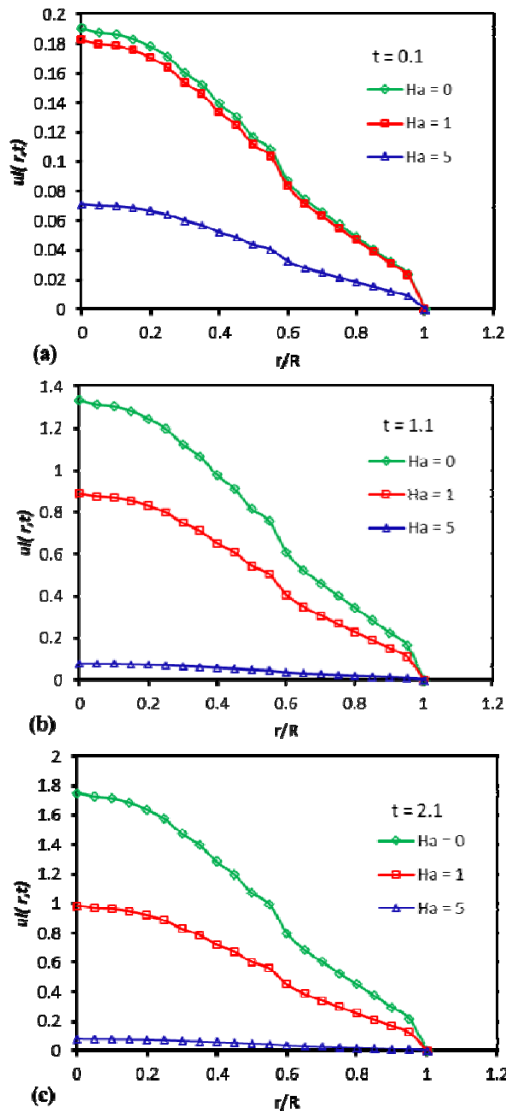 0.2
0.18
0.16
0.14
0.12
0.1
0.08
0.06
0.04
0.02
0
ul( r,t)
t = 0.1
Ha = 0
Ha = 1
Ha = 5
0 0.2 0.4 0.6 0.8 1 1.2
r/R
(a)
1.4
1.2
1
0.8
0.6
0.4
0.2
0
ul( r,t)
t = 1.1
Ha = 0
Ha = 1
Ha = 5
0 0.2 0.4 0.6 0.8 1 1.2
r/R
(b)
2
1.8
1.6
1.4
1.2
1
0.8
0.6
0.4
0.2
0
ul( r,t)
t = 2.1
Ha = 0
Ha = 1
Ha = 5
0 0.2 0.4 0.6 0.8 1 1.2
r/R
(c)